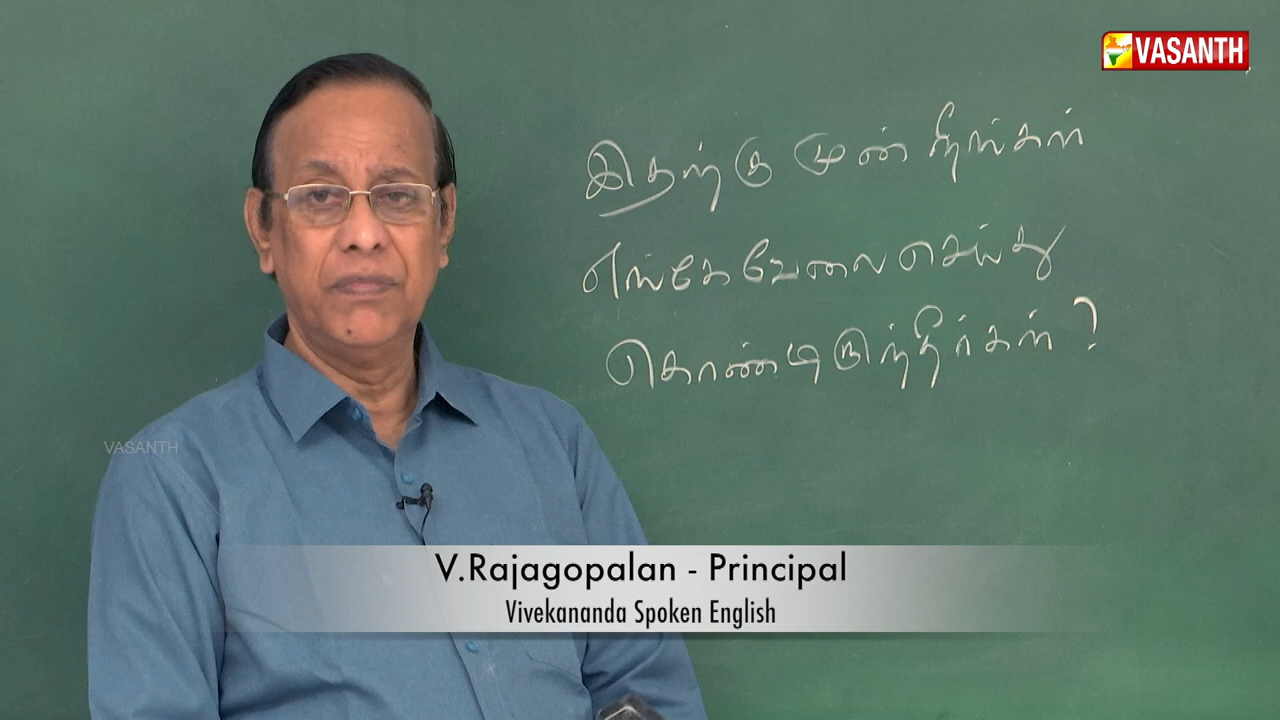 VASANTH
இதற்கு முன் நீங்கள்
எங்கே வேலை செய்து
கொண்டிருந்தீர்கள்?
VASANTH
V.Rajagopalan - Principal
Vivekananda Spoken English